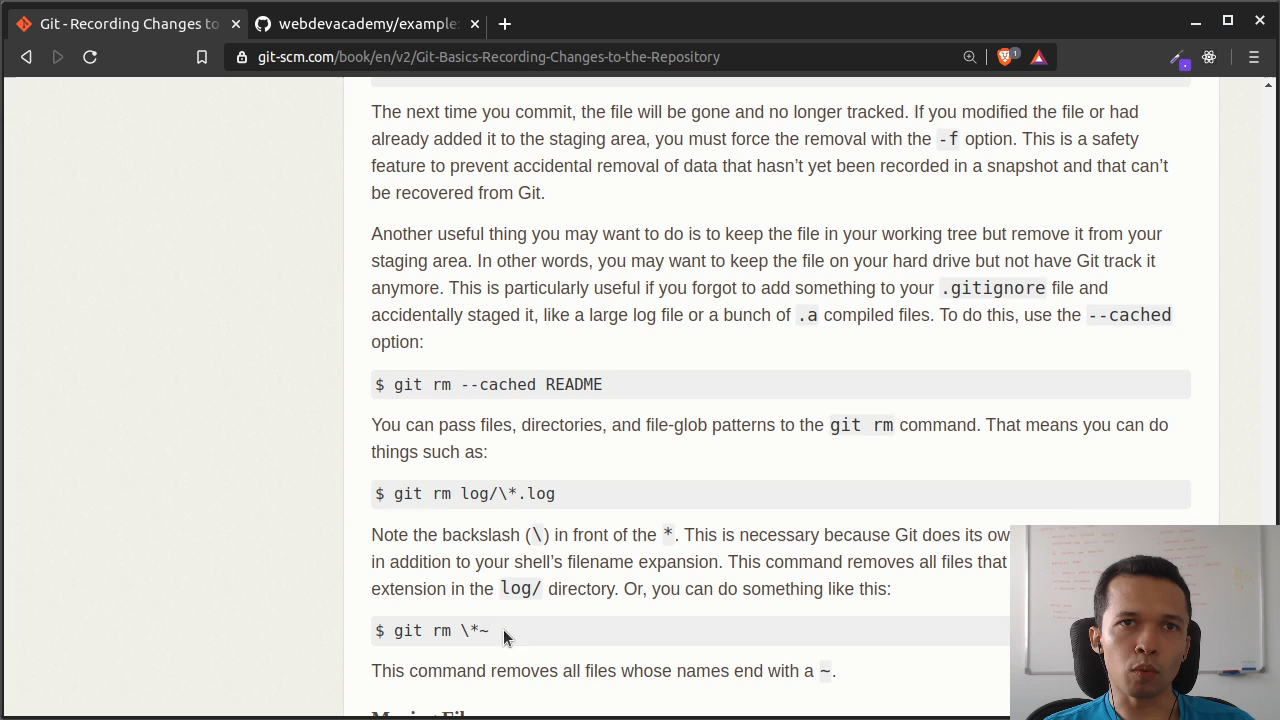 Git - Recording Changes to
webdevacademy/example
git-scm.com/book/en/v2/Git-Basics-Recording-Changes-to-the-Repository
1
The next time you commit, the file will be gone and no longer tracked. If you modified the file or had
already added it to the staging area, you must force the removal with the -f option. This is a safety
feature to prevent accidental removal of data that hasn’t yet been recorded in a snapshot and that can’t
be recovered from Git.
Another useful thing you may want to do is to keep the file in your working tree but remove it from your
staging area. In other words, you may want to keep the file on your hard drive but not have Git track it
anymore. This is particularly useful if you forgot to add something to your .gitignore file and
accidentally staged it, like a large log file or a bunch of .a compiled files. To do this, use the --cached
option:
$ git rm --cached README
You can pass files, directories, and file-glob patterns to the git rm command. That means you can do
things such as:
$ git rm log/\*.log
Note the backslash (\) in front of the *. This is necessary because Git does its ow
in addition to your shell’s filename expansion. This command removes all files that
extension in the log/ directory. Or, you can do something like this:
$ git rm \*~
This command removes all files whose names end with a ~.